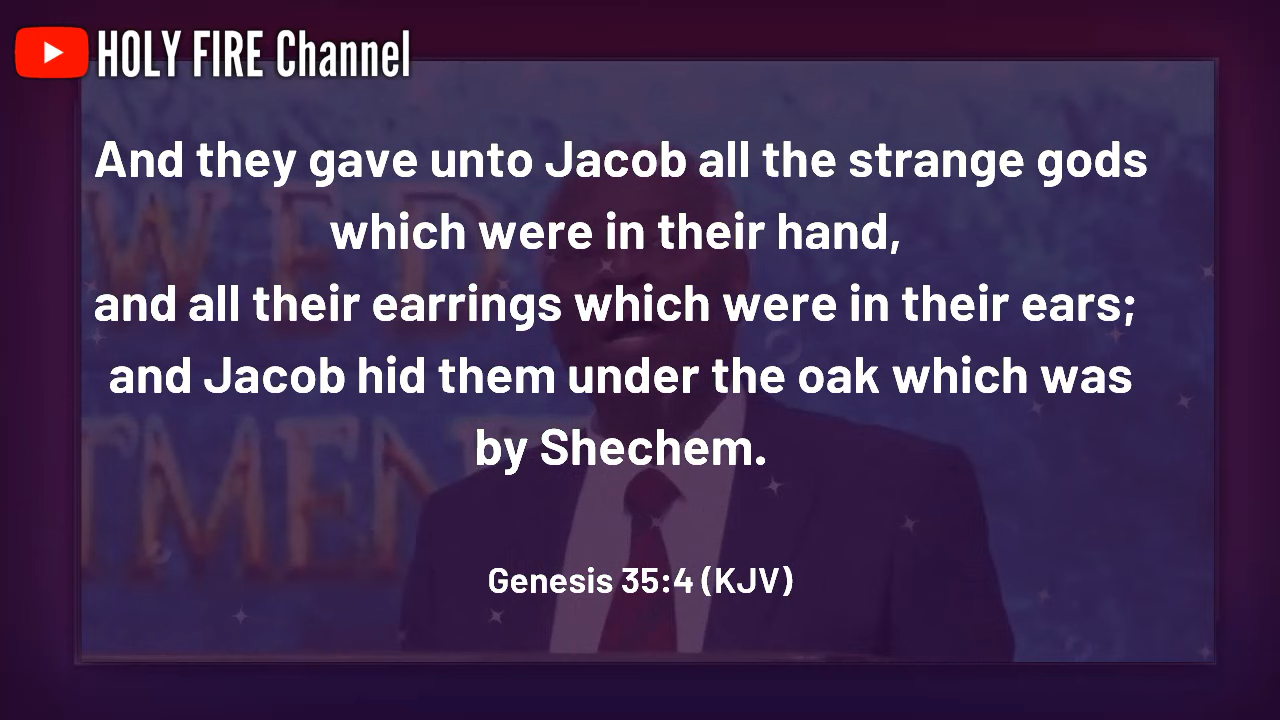 HOLY FIRE Channel
And they gave unto Jacob all the strange gods
which were in their hand,
and all their earrings which were in their ears;
and Jacob hid them under the oak which was
by Shechem.
Genesis 35:4 (KJV)